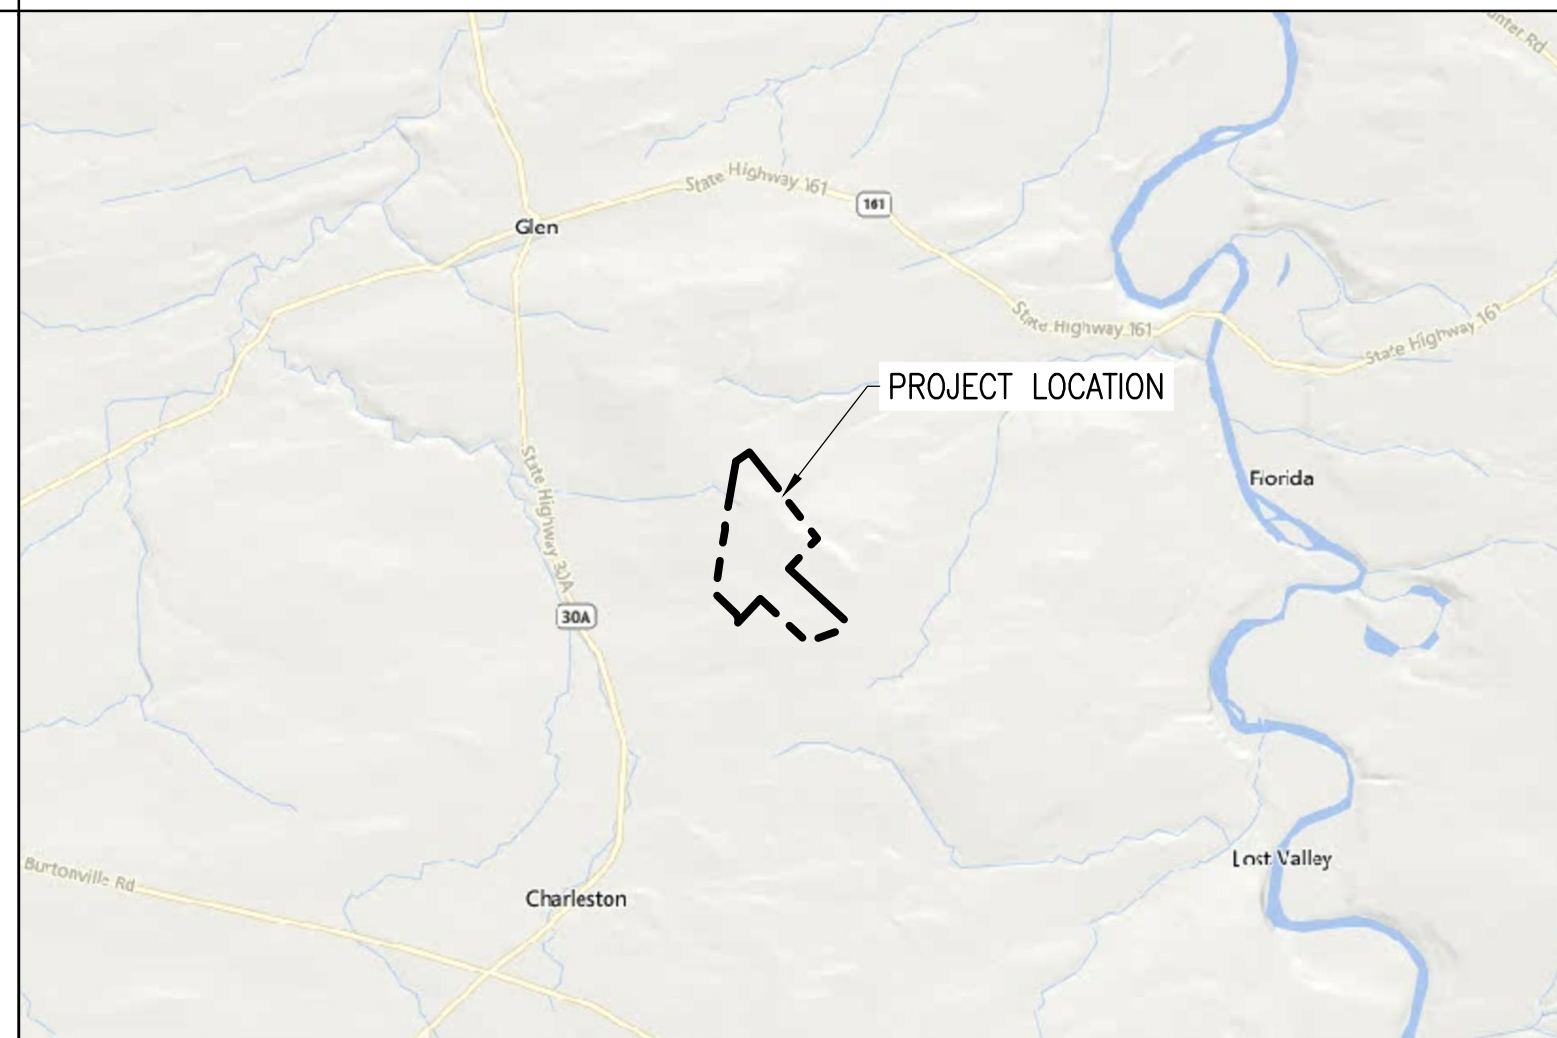 State Highway 161
161
Glen
State Highway 161
State Highway 161
PROJECT LOCATION
State Highway 30A
Florida
30A
Lost Valley
Burtonville Rd
Charleston